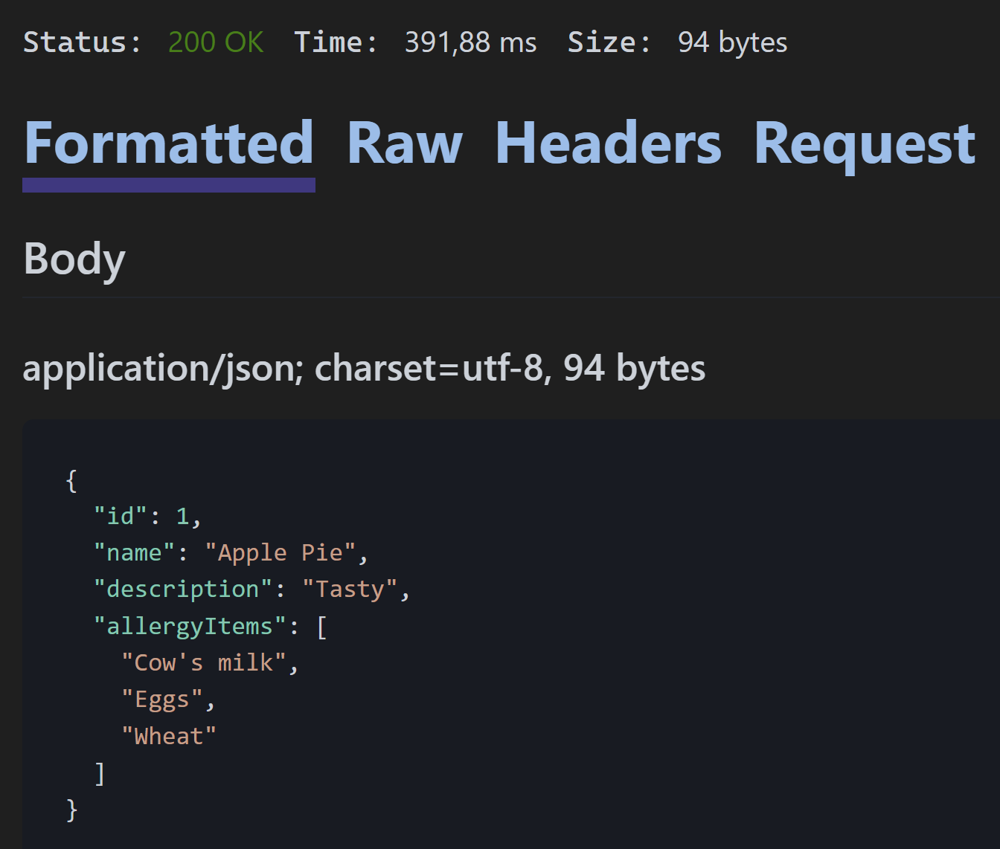 Status: 200 OK Time: 391,88 ms Size: 94 bytes
Formatted Raw Headers Request
Body
application/json; charset=utf-8, 94 bytes
{
  "id": 1,
  "name": "Apple Pie",
  "description": "Tasty",
  "allergyItems": [
    "Cow's milk",
    "Eggs",
    "Wheat"
  ]
}